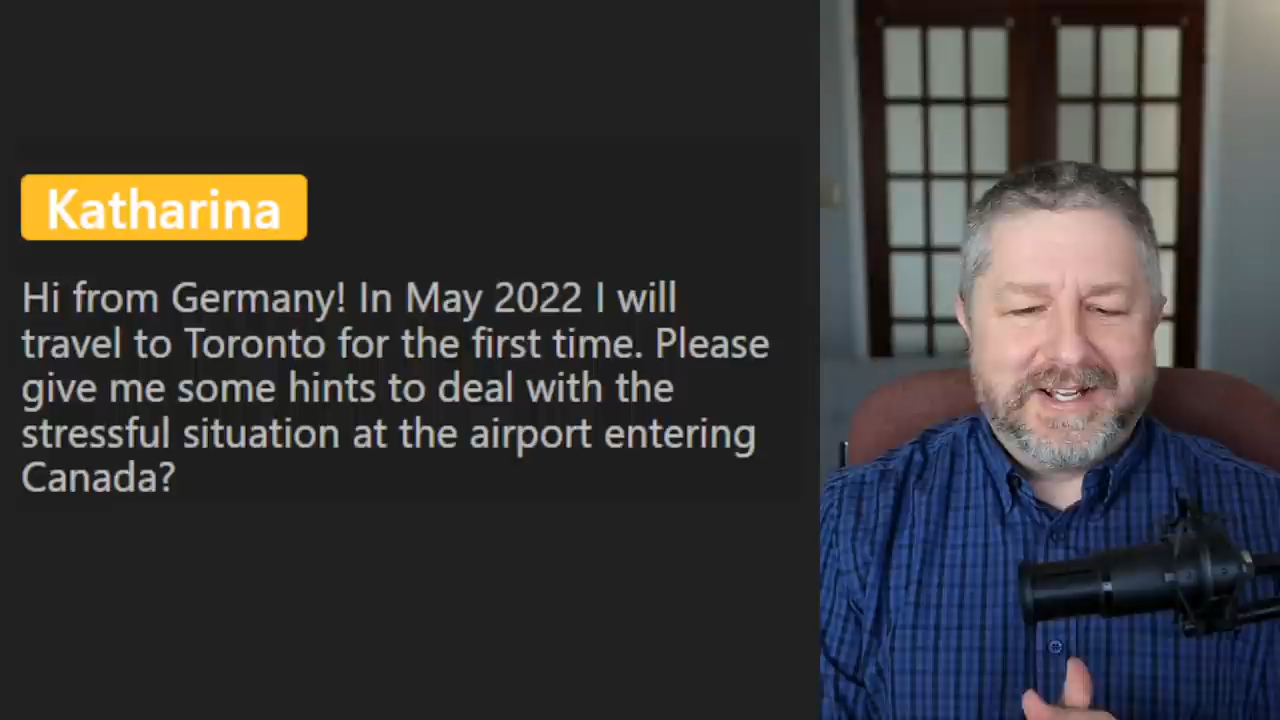 Katharina
Hi from Germany! In May 2022 I will
travel to Toronto for the first time. Please
give me some hints to deal with the
stressful situation at the airport entering
Canada?